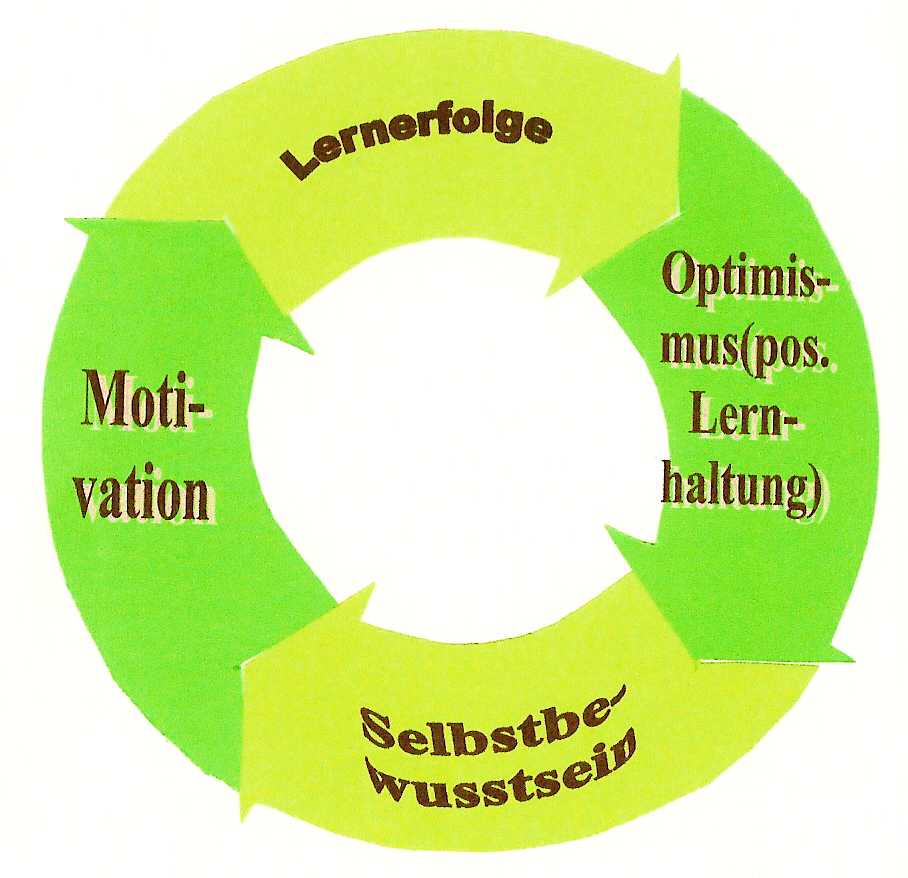 Lernerfolge
Optimis-
mus(pos.
Lern-
haltung)
Selbstbe-
wusstsein
Moti-
vation